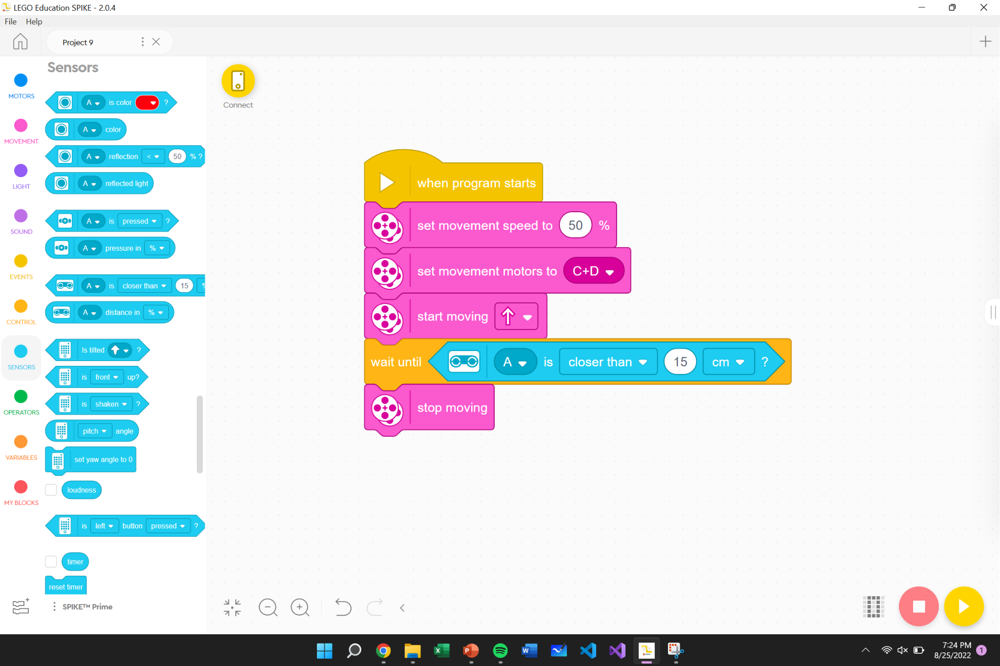 LEGO Education SPIKE - 2.0.4
File Help
Project 9
Sensors
MOTORS
MOVEMENT
LIGHT
SOUND
EVENTS
CONTROL
SENSORS
OPERATORS
VARIABLES
MY BLOCKS
A is color ?
A color
A reflection < 50 % ?
A reflected light
A is pressed ?
A pressure in %
A is closer than 15 %
A distance in %
Is tilted ?
is front up?
is shaken ?
pitch angle
set yaw angle to 0
loudness
is left button pressed ?
timer
reset timer
SPIKE™ Prime
Connect
when program starts
set movement speed to 50 %
set movement motors to C+D
start moving
wait until A is closer than 15 cm ?
stop moving
7:24 PM
8/25/2022 1